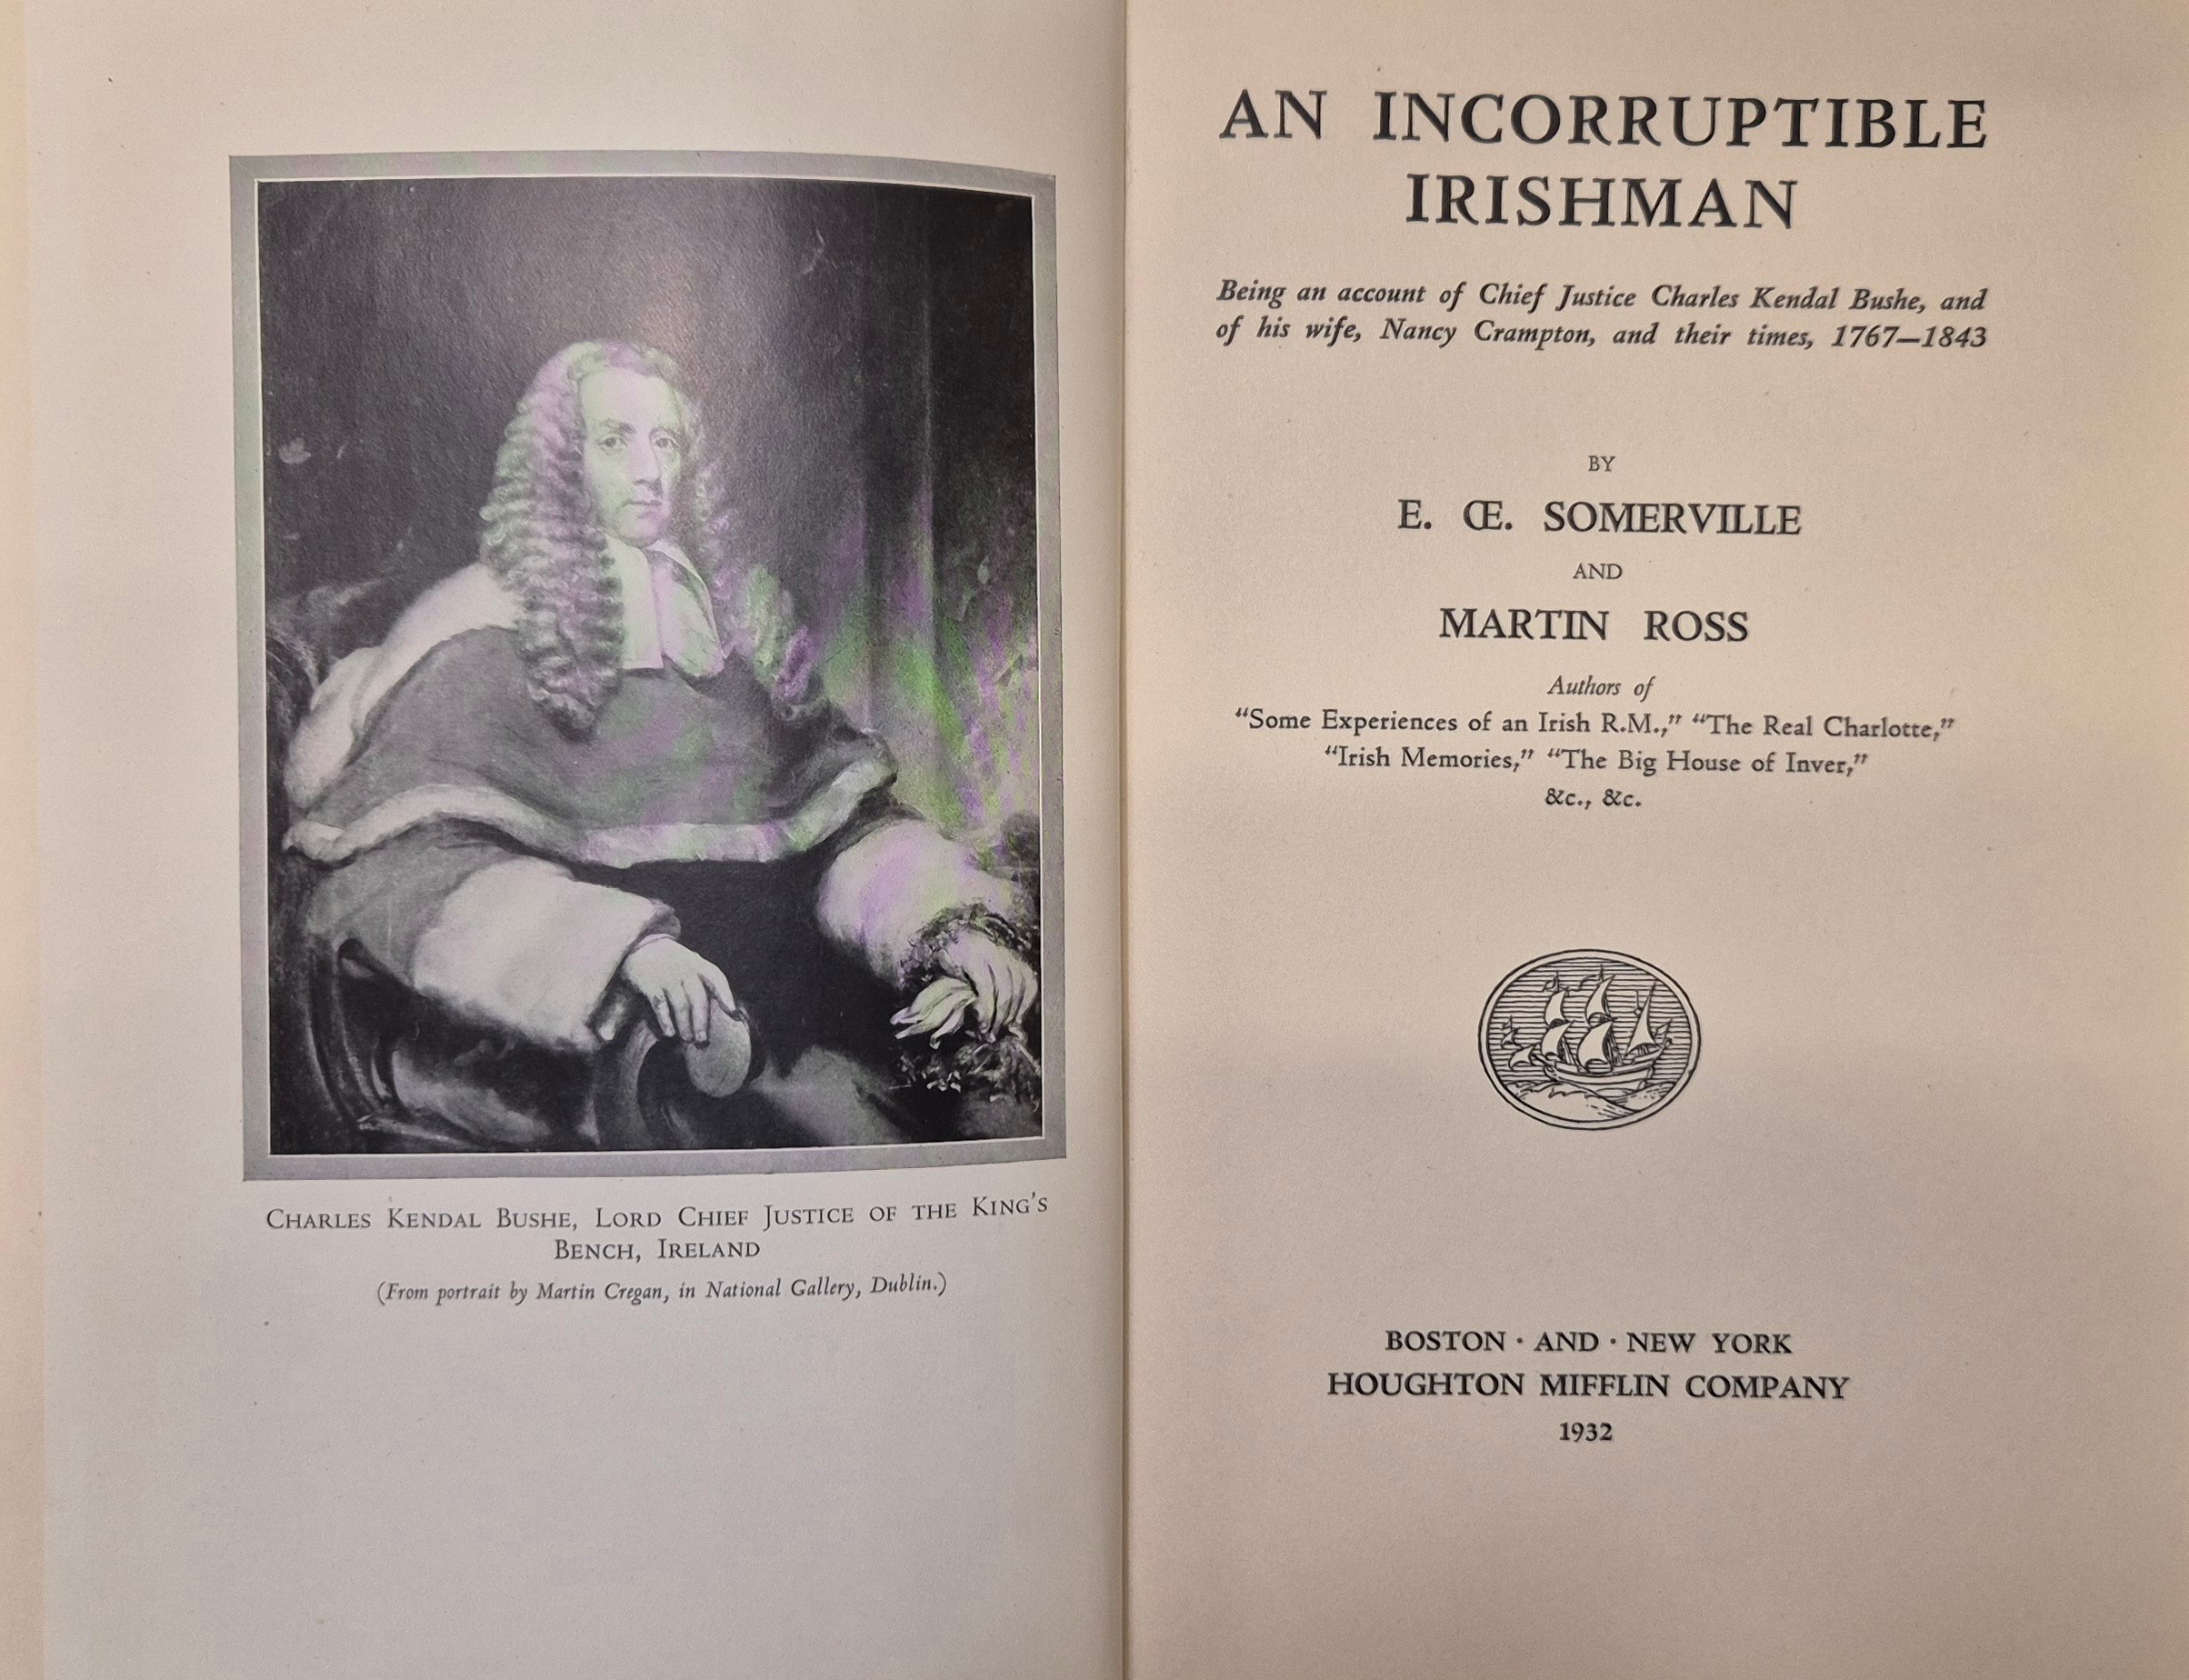 CHARLES KENDAL BUSHE, LORD CHIEF JUSTICE OF THE KING'S
BENCH, IRELAND
(From portrait by Martin Cregan, in National Gallery, Dublin.)
AN INCORRUPTIBLE
IRISHMAN
Being an account of Chief Justice Charles Kendal Bushe, and
of his wife, Nancy Crampton, and their times, 1767—1843
BY
E. Œ. SOMERVILLE
AND
MARTIN ROSS
Authors of
“Some Experiences of an Irish R.M.,” “The Real Charlotte,”
“Irish Memories,” “The Big House of Inver,”
&c., &c.
BOSTON · AND · NEW YORK
HOUGHTON MIFFLIN COMPANY
1932